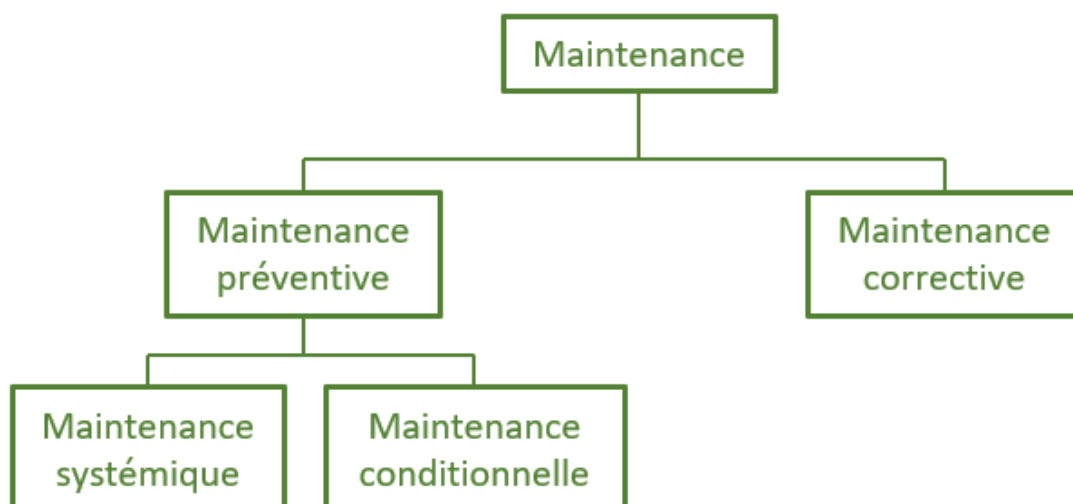 Maintenance
Maintenance
préventive
Maintenance
corrective
Maintenance
systémique
Maintenance
conditionnelle